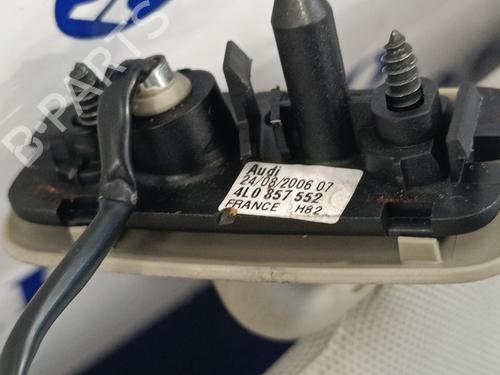 B-PARTS
Audi
24/08/2006 07
4L0 857 552
FRANCE H82